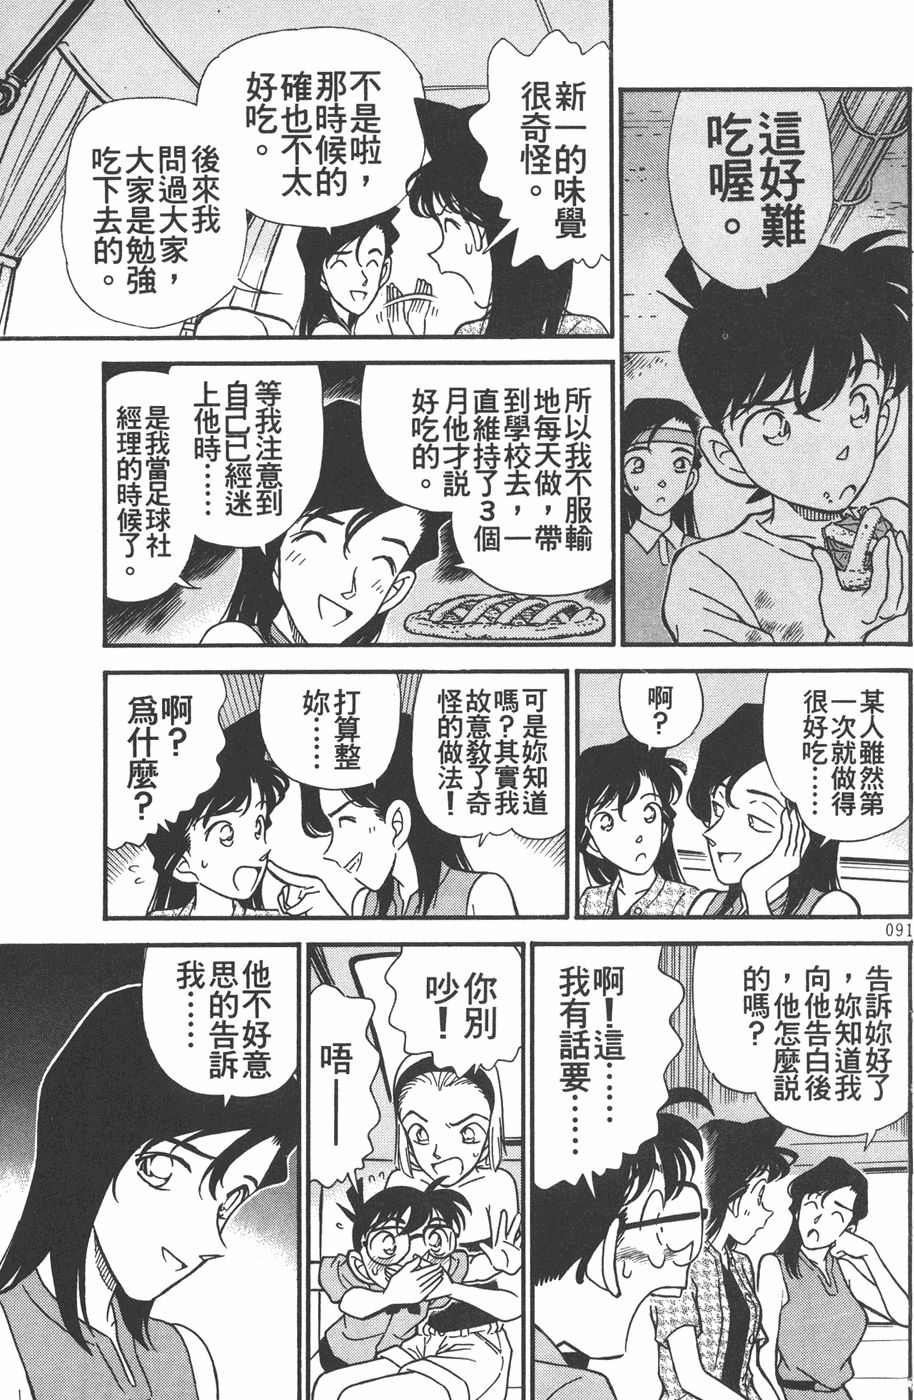 這好難
吃喔。
新一的味覺
很奇怪。
不是啦，
那時候的
確也不太
好吃。
後來我
問過大家，
大家是勉強
吃下去的。
所以我不服輸
地每天做，帶
到學校去，一
直維持了3個
月他才說
好吃的。
等我注意到
自己已經迷
上他時……
是我當足球社
經理的時候了。
某人雖然第
一次就做得
很好吃……
啊？
可是妳知道
嗎？其實我
故意教了奇
怪的做法！
打算整
妳……
啊？
爲什麼？
091
告訴妳好了
，妳知道我
向他告白後
，他怎麼說
的嗎？
啊！這……
我有話要……
你別
吵！
唔——
他不好意
思的告訴
我……